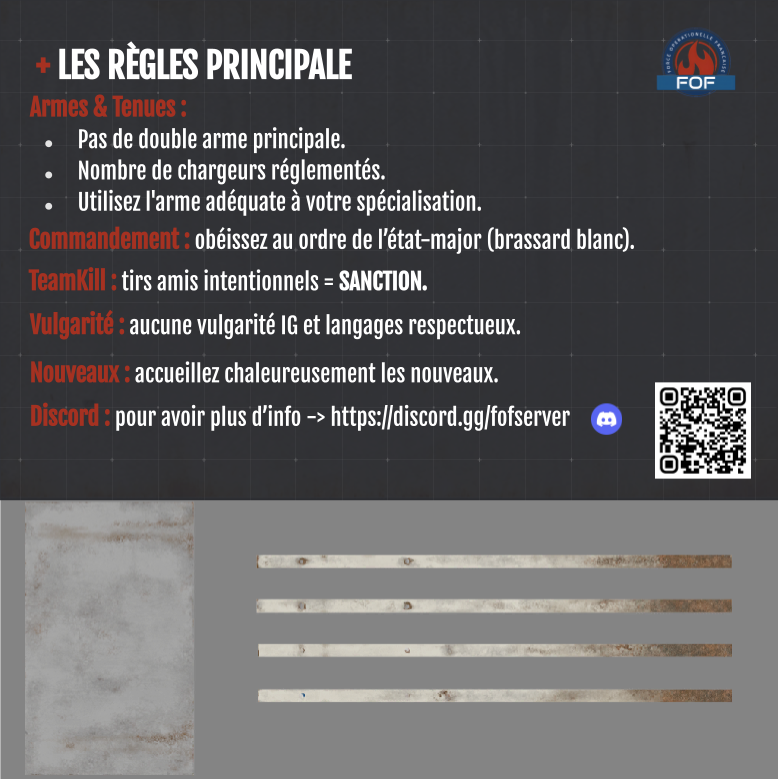 + LES RÈGLES PRINCIPALE
FORCE OPERATIONELLE FRANCAISE
FOF
Armes & Tenues :
• Pas de double arme principale.
• Nombre de chargeurs réglementés.
• Utilisez l'arme adéquate à votre spécialisation.
Commandement : obéissez au ordre de l’état-major (brassard blanc).
TeamKill : tirs amis intentionnels = SANCTION.
Vulgarité : aucune vulgarité IG et langages respectueux.
Nouveaux : accueillez chaleureusement les nouveaux.
Discord : pour avoir plus d’info -> https://discord.gg/fofserver